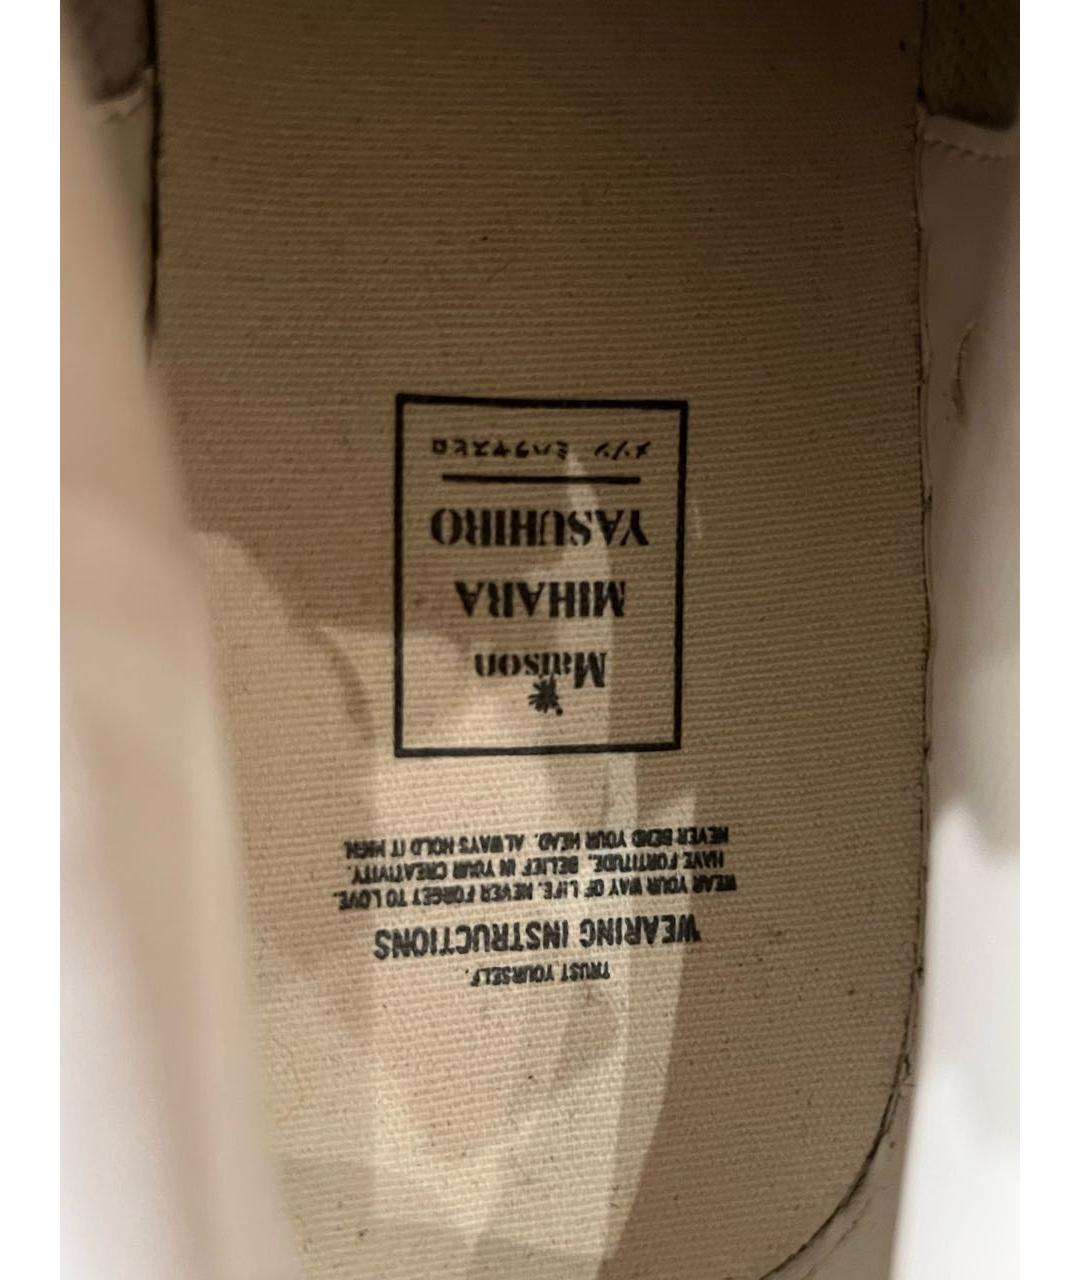 TRUST YOURSELF.
WEARING INSTRUCTIONS
WEAR YOUR WAY OF LIFE. NEVER FORGET TO LOVE.
HAVE FORTITUDE. BELIEF IN YOUR CREATIVITY.
NEVER BEND YOUR HEAD. ALWAYS HOLD IT HIGH.
Maison
MIHARA
YASUHIRO
メゾン ミハラヤスヒロ